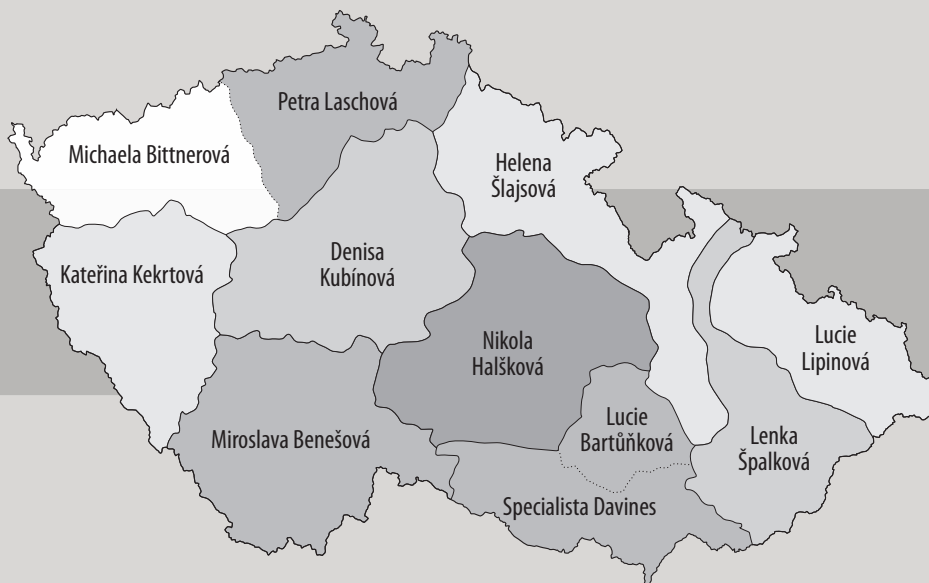 Petra Laschová
Michaela Bittnerová
Helena
Šlajsová
Kateřina Kekrtová
Denisa
Kubínová
Lucie
Lipinová
Nikola
Halšková
Miroslava Benešová
Lucie
Bartůňková
Lenka
Špalková
Specialista Davines